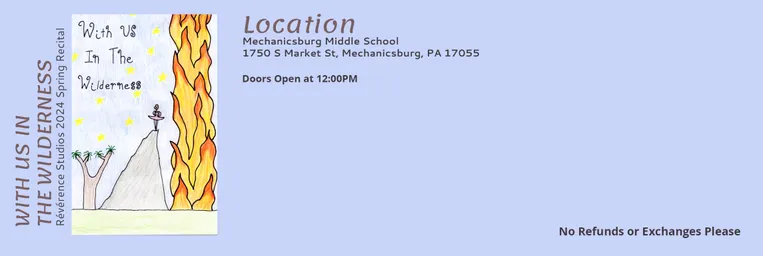 WITH US IN
THE WILDERNESS
Révérence Studios 2024 Spring Recital
With US
In The
Wilderness
Location
Mechanicsburg Middle School
1750 S Market St, Mechanicsburg, PA 17055
Doors Open at 12:00PM
No Refunds or Exchanges Please